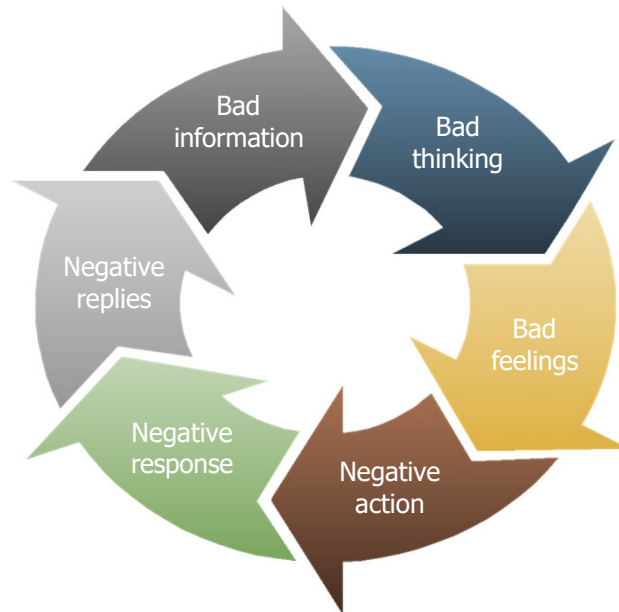 Bad
information
Bad
thinking
Bad
feelings
Negative
action
Negative
response
Negative
replies